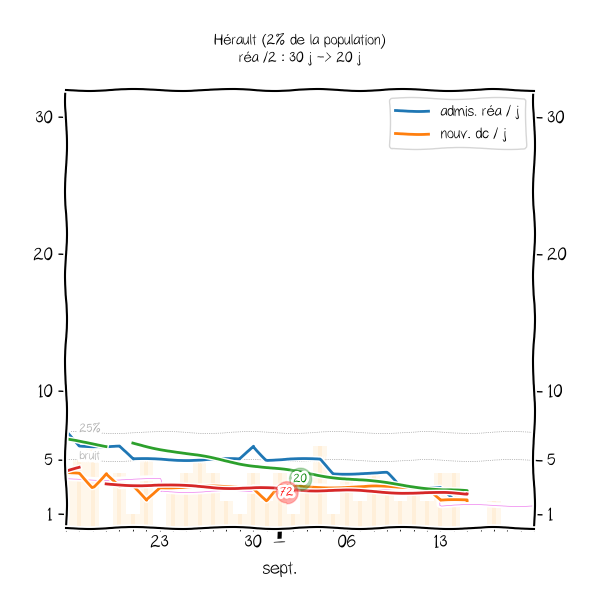 Hérault (2% de la population)
réa /2 : 30 j -> 20 j
admis. réa / j
nouv. dc / j
30
30
20
20
10
10
25%
5
bruit
5
20
72
1
1
23
30
06
13
sept.